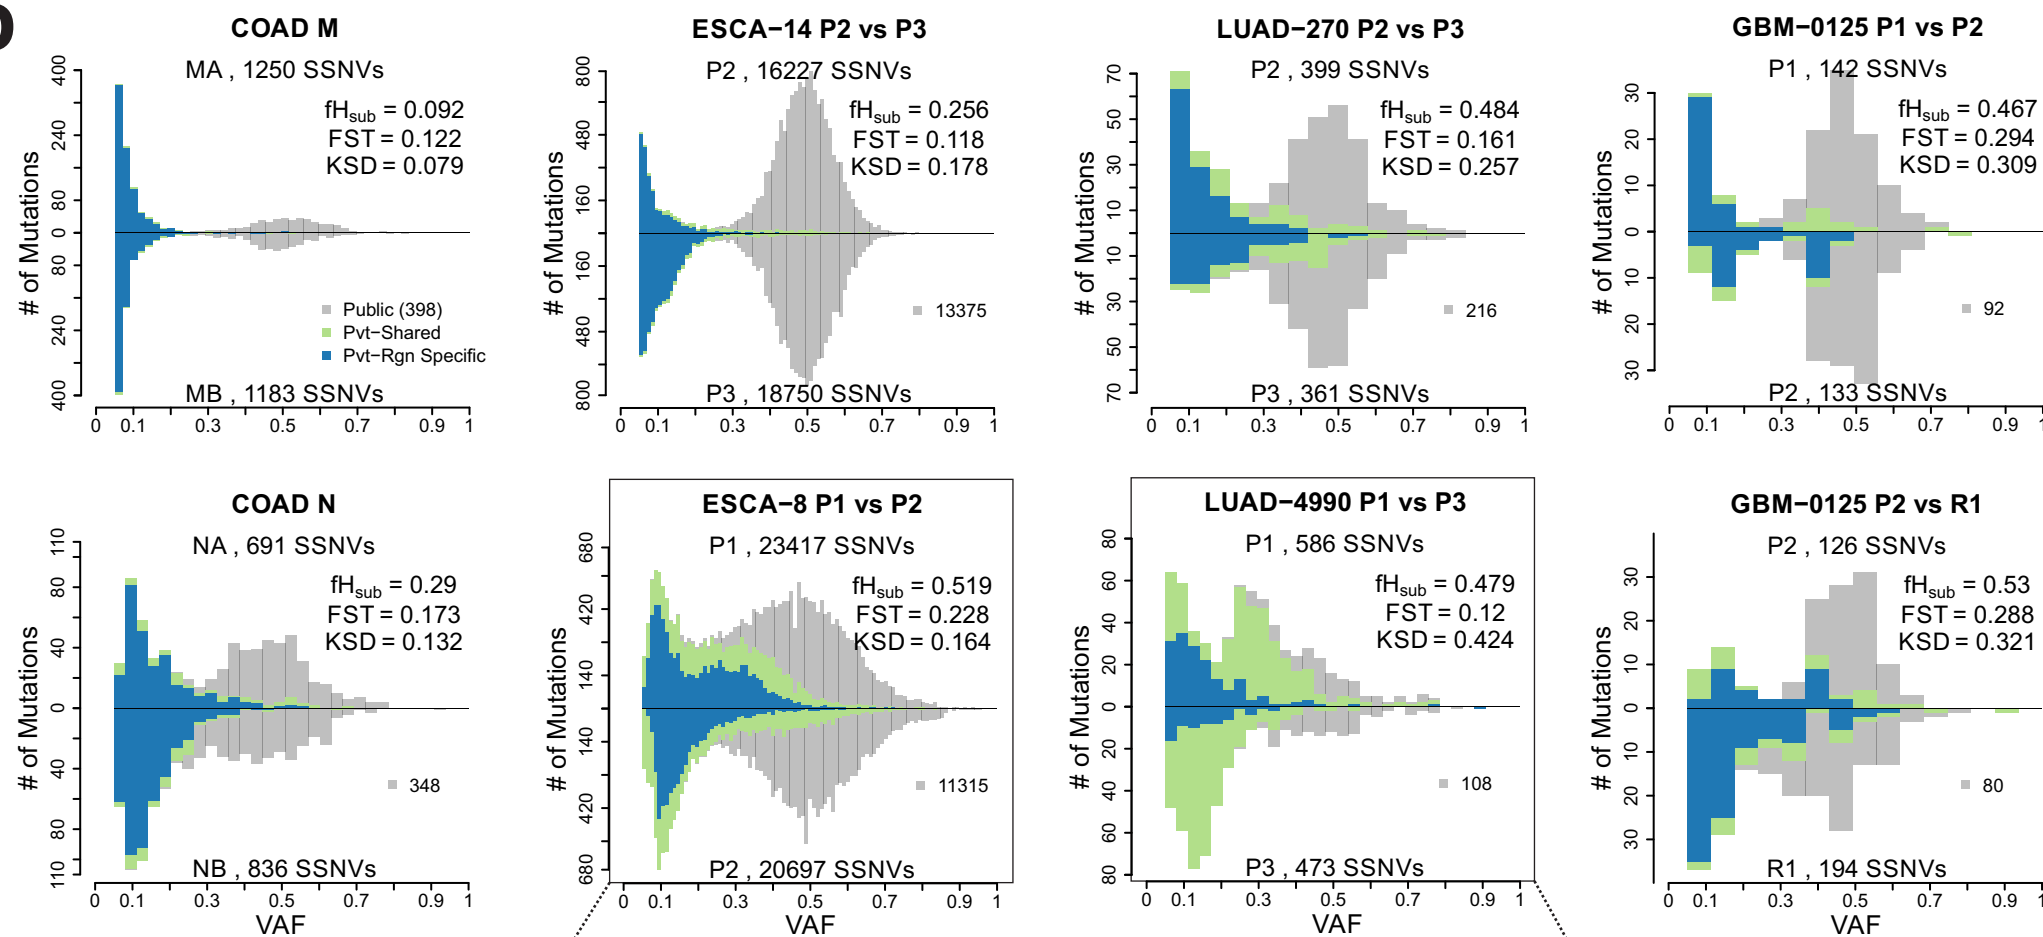 COAD M
MA , 1250 SSNVs
fHsub = 0.092
FST = 0.122
KSD = 0.079
# of Mutations
400
240
80
0
80
240
400
Public (398)
Pvt−Shared
Pvt−Rgn Specific
MB , 1183 SSNVs
0 0.1 0.3 0.5 0.7 0.9 1
ESCA−14 P2 vs P3
P2 , 16227 SSNVs
fHsub = 0.256
FST = 0.118
KSD = 0.178
# of Mutations
800
480
160
160
480
800
13375
P3 , 18750 SSNVs
0 0.1 0.3 0.5 0.7 0.9 1
LUAD−270 P2 vs P3
P2 , 399 SSNVs
fHsub = 0.484
FST = 0.161
KSD = 0.257
# of Mutations
70
50
30
10
10
30
50
70
216
P3 , 361 SSNVs
0 0.1 0.3 0.5 0.7 0.9 1
GBM−0125 P1 vs P2
P1 , 142 SSNVs
fHsub = 0.467
FST = 0.294
KSD = 0.309
# of Mutations
30
20
10
0
10
20
30
92
P2 , 133 SSNVs
0 0.1 0.3 0.5 0.7 0.9 1
COAD N
NA , 691 SSNVs
fHsub = 0.29
FST = 0.173
KSD = 0.132
# of Mutations
110
80
40
0
40
80
110
348
NB , 836 SSNVs
0 0.1 0.3 0.5 0.7 0.9 1
VAF
ESCA−8 P1 vs P2
P1 , 23417 SSNVs
fHsub = 0.519
FST = 0.228
KSD = 0.164
# of Mutations
680
420
140
140
420
680
11315
P2 , 20697 SSNVs
0 0.1 0.3 0.5 0.7 0.9 1
VAF
LUAD−4990 P1 vs P3
P1 , 586 SSNVs
fHsub = 0.479
FST = 0.12
KSD = 0.424
# of Mutations
80
60
40
20
0
20
40
60
80
108
P3 , 473 SSNVs
0 0.1 0.3 0.5 0.7 0.9 1
VAF
GBM−0125 P2 vs R1
P2 , 126 SSNVs
fHsub = 0.53
FST = 0.288
KSD = 0.321
# of Mutations
30
20
10
0
10
20
30
80
R1 , 194 SSNVs
0 0.1 0.3 0.5 0.7 0.9 1
VAF